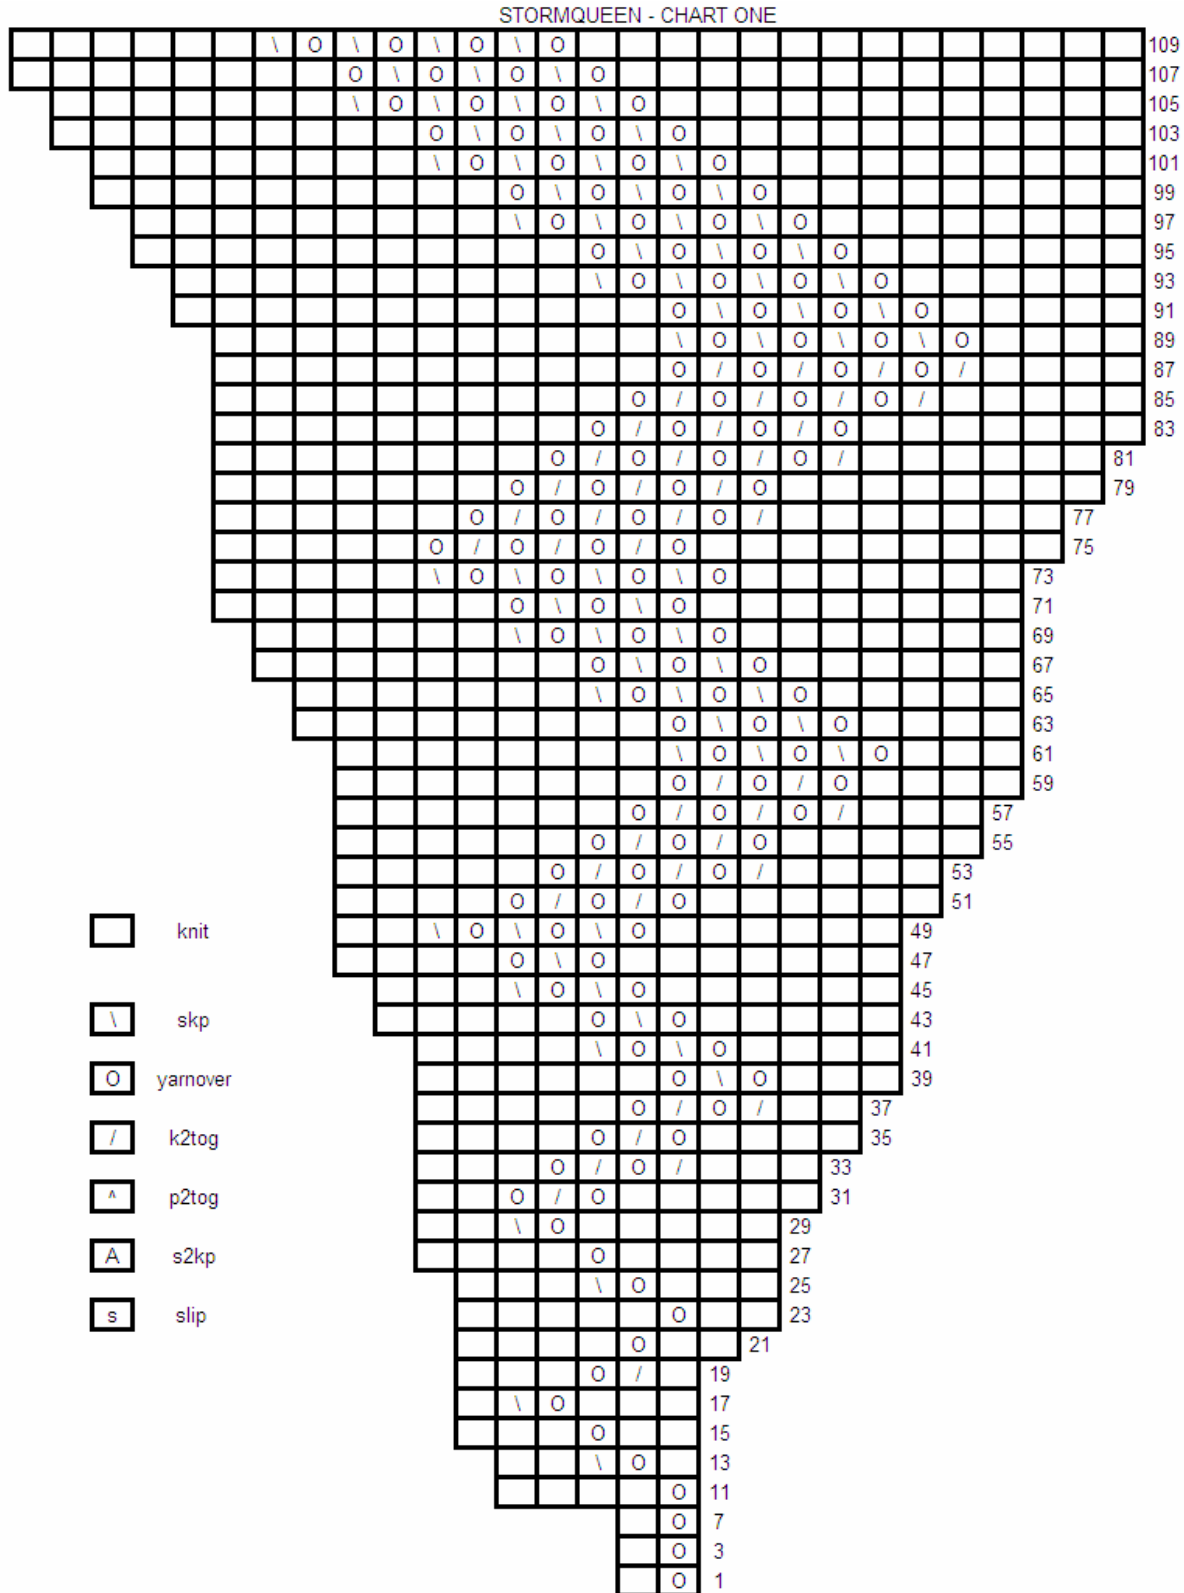 STORMQUEEN - CHART ONE
\ O \ O \ O \ O 109
O \ O \ O \ O 107
\ O \ O \ O \ O 105
O \ O \ O \ O 103
\ O \ O \ O \ O 101
O \ O \ O \ O 99
\ O \ O \ O \ O 97
O \ O \ O \ O 95
\ O \ O \ O \ O 93
O \ O \ O \ O 91
\ O \ O \ O \ O 89
O / O / O / O / 87
O / O / O / O / 85
O / O / O / O 83
O / O / O / O / 81
O / O / O / O 79
O / O / O / O / 77
O / O / O / O 75
\ O \ O \ O \ O 73
O \ O \ O 71
\ O \ O \ O 69
O \ O \ O 67
\ O \ O \ O 65
O \ O \ O 63
\ O \ O \ O 61
O / O / O 59
O / O / O / 57
O / O / O 55
O / O / O / 53
O / O / O 51
knit
\ O \ O \ O 49
O \ O 47
\ O \ O 45
\ skp
O \ O 43
\ O \ O 41
O yarnover
O \ O 39
O / O / 37
/ k2tog
O / O 35
O / O / 33
^ p2tog
O / O 31
\ O 29
A s2kp
O 27
\ O 25
s slip
O 23
O 21
O / 19
\ O 17
O 15
\ O 13
O 11
O 7
O 3
O 1